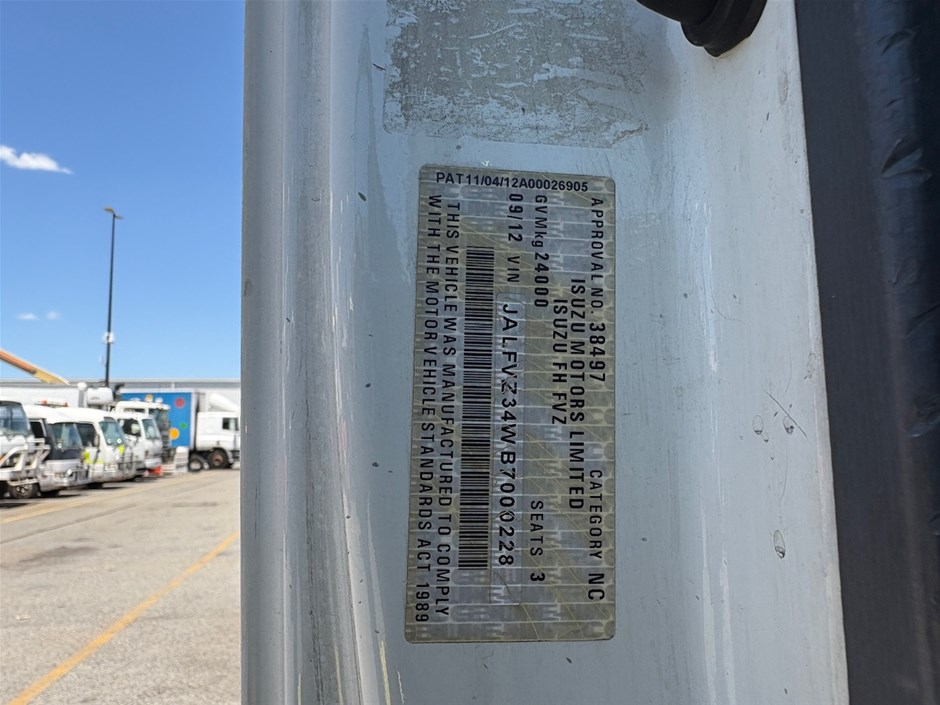 PAT11/04/12A00026905
APPROVAL NO. 38497 CATEGORY NC
ISUZU MOTORS LIMITED
ISUZU FH FVZ
GVMkg 24000
09/12 VIN JALFVZ34WB7000228 SEATS 3
THIS VEHICLE WAS MANUFACTURED TO COMPLY
WITH THE MOTOR VEHICLE STANDARDS ACT 1989